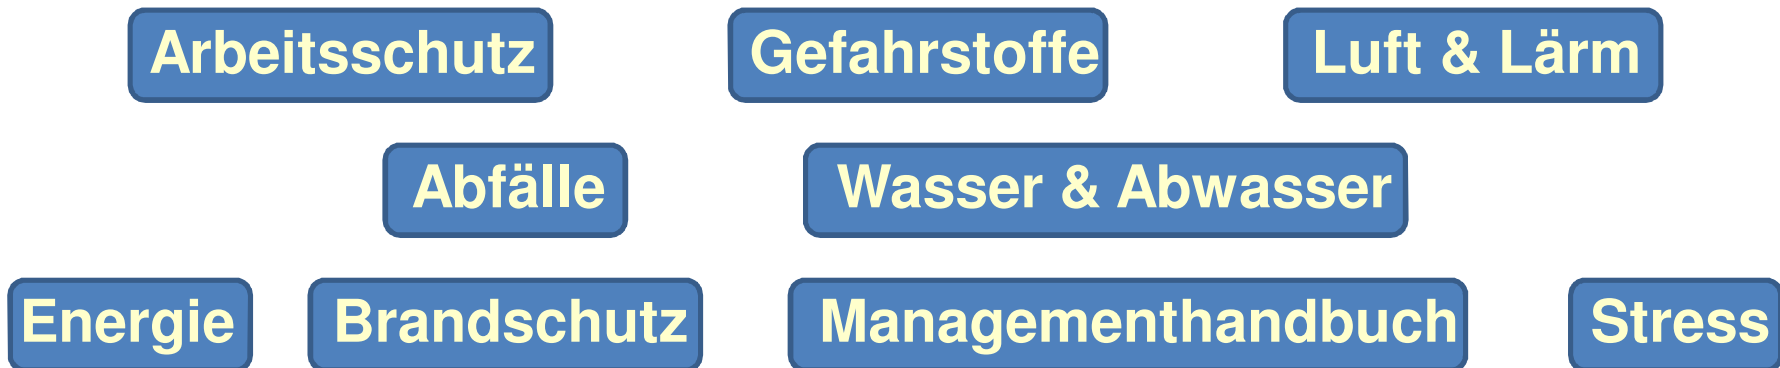 Arbeitsschutz Gefahrstoffe Luft & Lärm
Abfälle Wasser & Abwasser
Energie Brandschutz Managementhandbuch Stress